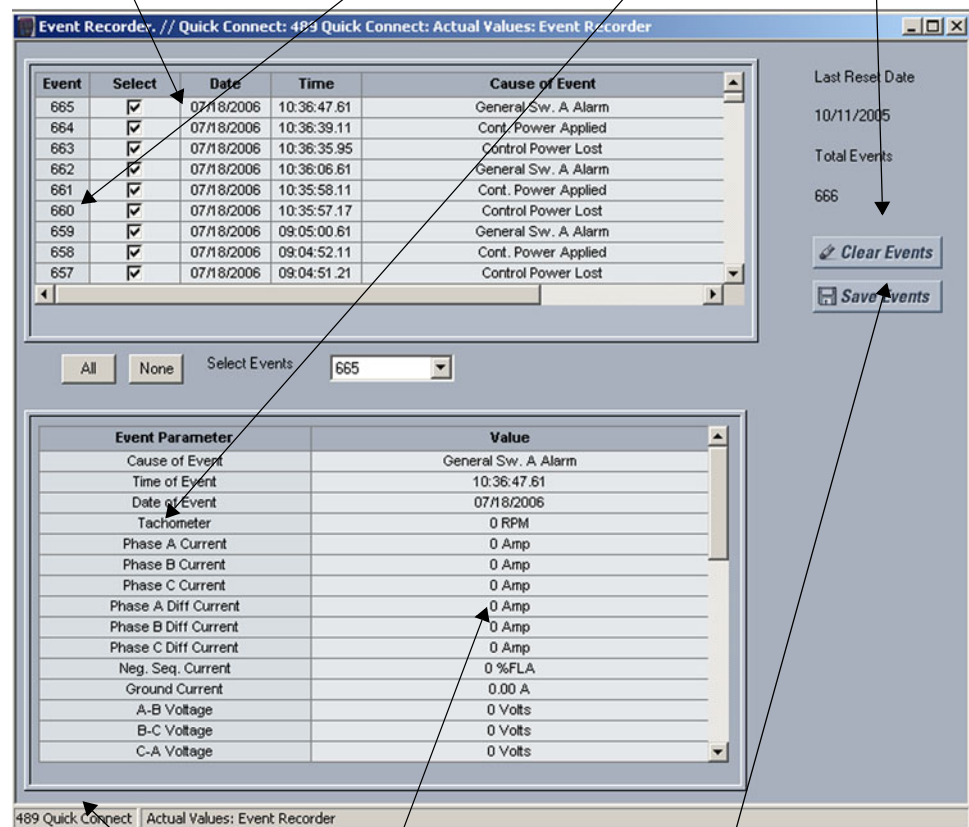 Event Recorder. // Quick Connect: 489 Quick Connect: Actual Values: Event Recorder
Event Select Date Time Cause of Event
665 07/18/2006 10:36:47.61 General Sw. A Alarm
664 07/18/2006 10:36:39.11 Cont. Power Applied
663 07/18/2006 10:36:35.95 Control Power Lost
662 07/18/2006 10:36:06.61 General Sw. A Alarm
661 07/18/2006 10:35:58.11 Cont. Power Applied
660 07/18/2006 10:35:57.17 Control Power Lost
659 07/18/2006 09:05:00.61 General Sw. A Alarm
658 07/18/2006 09:04:52.11 Cont. Power Applied
657 07/18/2006 09:04:51.21 Control Power Lost
Last Reset Date
10/11/2005
Total Events
666
Clear Events
Save Events
All None Select Events 665
Event Parameter Value
Cause of Event General Sw. A Alarm
Time of Event 10:36:47.61
Date of Event 07/18/2006
Tachometer 0 RPM
Phase A Current 0 Amp
Phase B Current 0 Amp
Phase C Current 0 Amp
Phase A Diff Current 0 Amp
Phase B Diff Current 0 Amp
Phase C Diff Current 0 Amp
Neg. Seq. Current 0 %FLA
Ground Current 0.00 A
A-B Voltage 0 Volts
B-C Voltage 0 Volts
C-A Voltage 0 Volts
489 Quick Connect Actual Values: Event Recorder